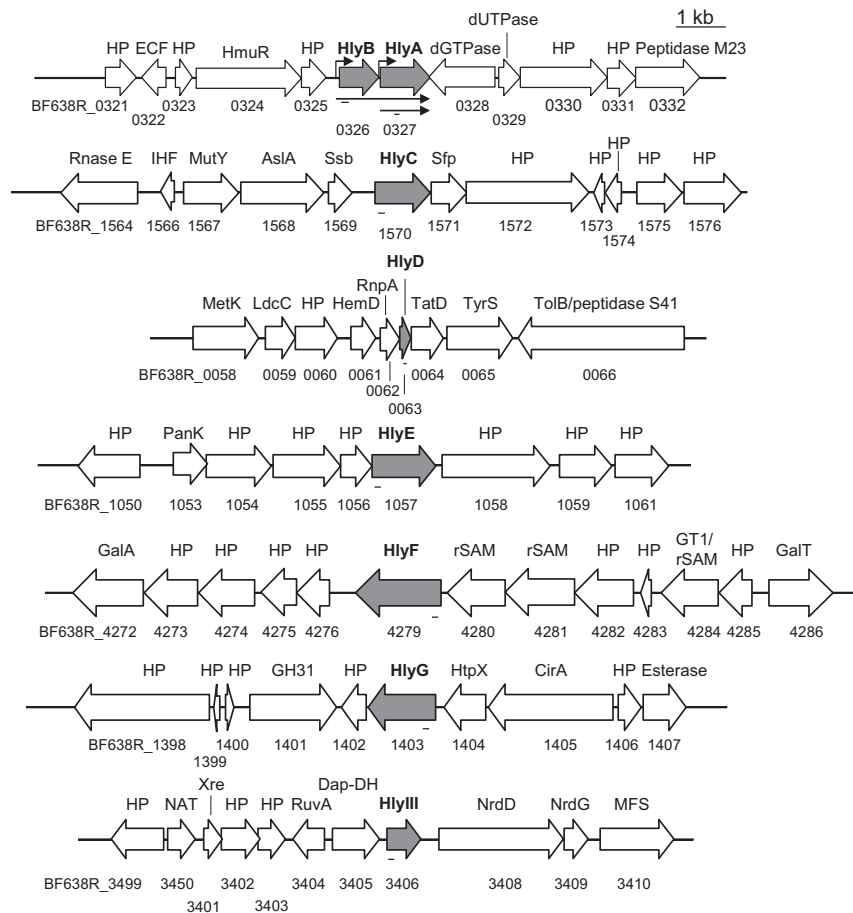 1 kb
dUTPase
HP ECF HP HmuR HP HlyB HlyA dGTPase HP HP Peptidase M23
BF638R_0321 0323 0324 0325 0328 0330 0331 0332
0322 0326 0327 0329
HP
Rnase E IHF MutY AslA Ssb HlyC Sfp HP HP HP HP
BF638R_1564 1566 1567 1568 1569 1570 1571 1572 1573 1575 1576
1574
HlyD
RnpA
MetK LdcC HP HemD TatD TyrS TolB/peptidase S41
BF638R_0058 0059 0060 0061 0064 0065 0066
0062
0063
HP PanK HP HP HP HlyE HP HP HP
BF638R_1050 1053 1054 1055 1056 1057 1058 1059 1061
GT1/
GalA HP HP HP HP HlyF rSAM rSAM HP HP rSAM HP GalT
BF638R_4272 4273 4274 4275 4276 4279 4280 4281 4282 4283 4284 4285 4286
HP HP HP GH31 HP HlyG HtpX CirA HP Esterase
BF638R_1398 1400 1401 1402 1403 1404 1405 1406 1407
1399
Xre Dap-DH
HP NAT HP HP RuvA HlyIII NrdD NrdG MFS
BF638R_3499 3450 3402 3404 3405 3406 3408 3409 3410
3401 3403